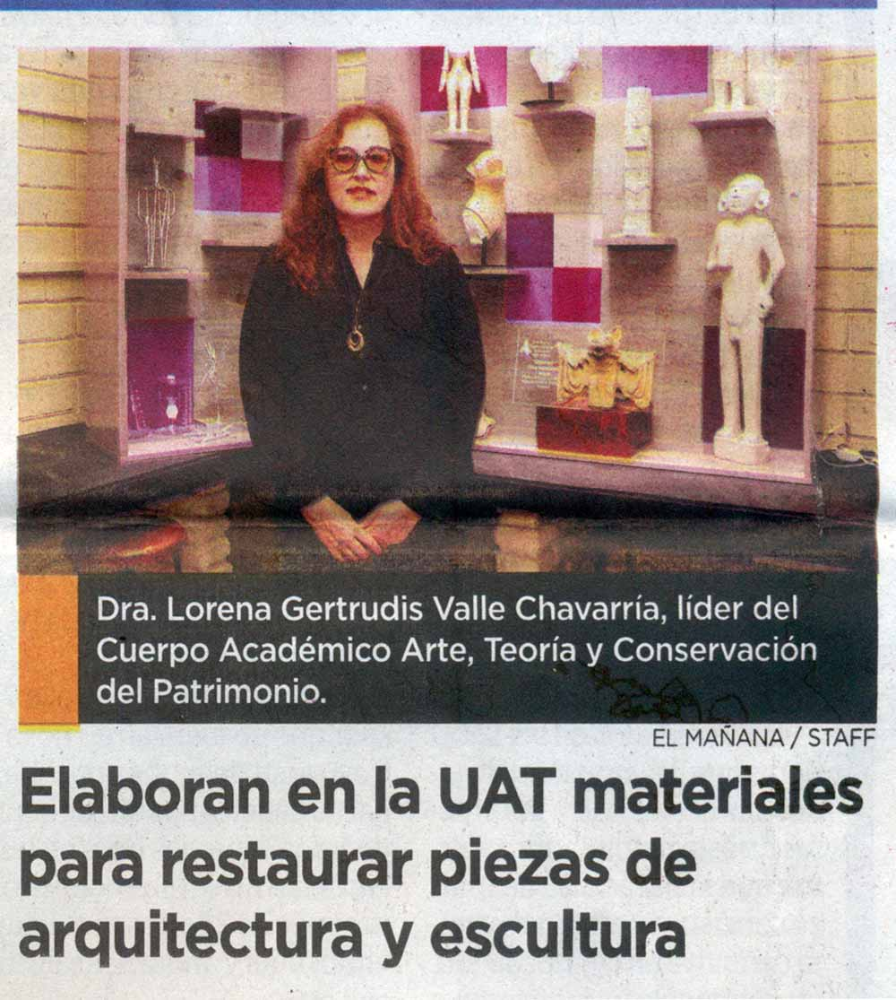 Dra. Lorena Gertrudis Valle Chavarría, líder del
Cuerpo Académico Arte, Teoría y Conservación
del Patrimonio.
EL MAÑANA / STAFF
Elaboran en la UAT materiales
para restaurar piezas de
arquitectura y escultura